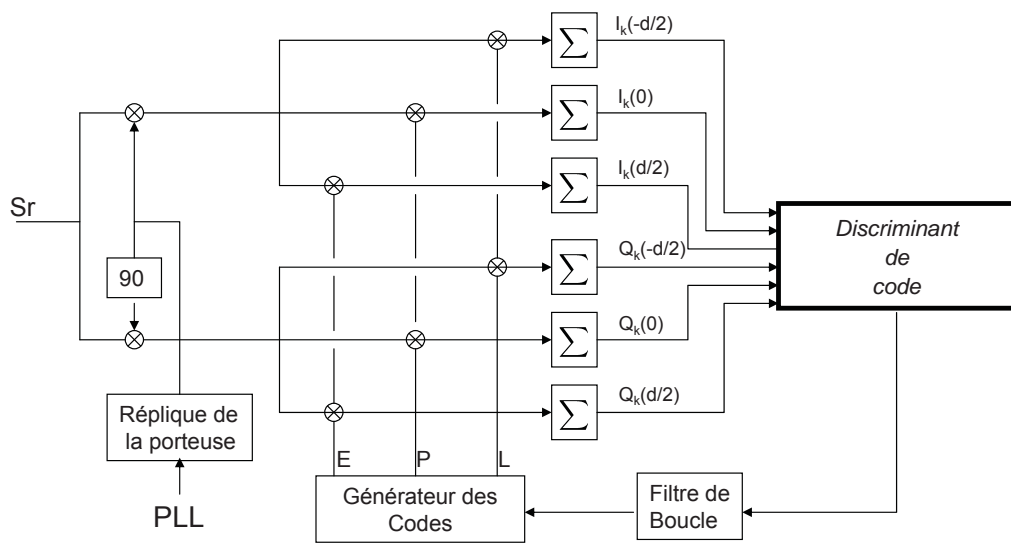 I_k(-d/2)
I_k(0)
I_k(d/2)
Q_k(-d/2)
Q_k(0)
Q_k(d/2)
∑
∑
∑
∑
∑
∑
Sr
90
Discriminant
de
code
Réplique de
la porteuse
PLL
E
P
L
Générateur des
Codes
Filtre de
Boucle